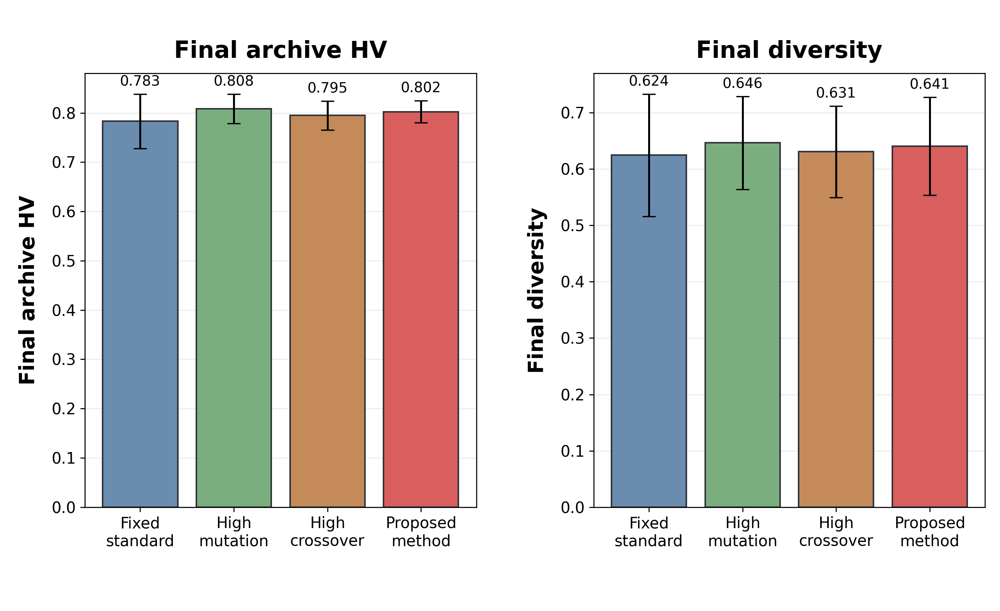 Final archive HV
0.783
0.808
0.795
0.802
Final archive HV
0.8
0.7
0.6
0.5
0.4
0.3
0.2
0.1
0.0
Fixed
standard
High
mutation
High
crossover
Proposed
method
Final diversity
0.624
0.646
0.631
0.641
Final diversity
0.7
0.6
0.5
0.4
0.3
0.2
0.1
0.0
Fixed
standard
High
mutation
High
crossover
Proposed
method